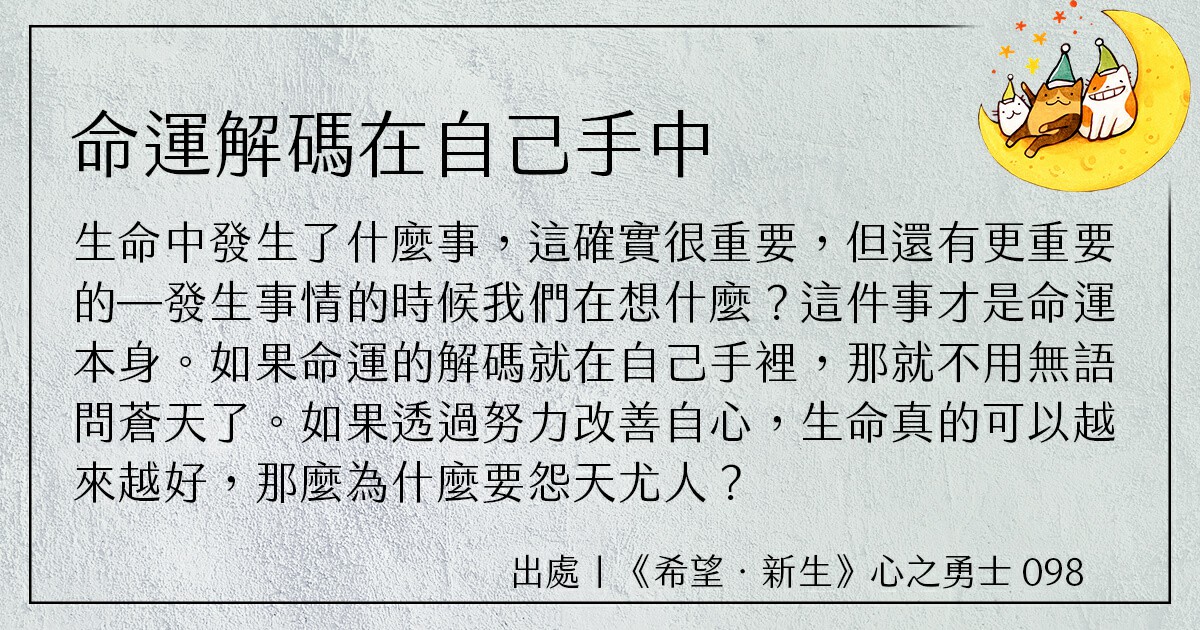 命運解碼在自己手中
生命中發生了什麼事，這確實很重要，但還有更重要
的—發生事情的時候我們在想什麼？這件事才是命運
本身。如果命運的解碼就在自己手裡，那就不用無語
問蒼天了。如果透過努力改善自心，生命真的可以越
來越好，那麼為什麼要怨天尤人？
出處〡《希望．新生》心之勇士 098